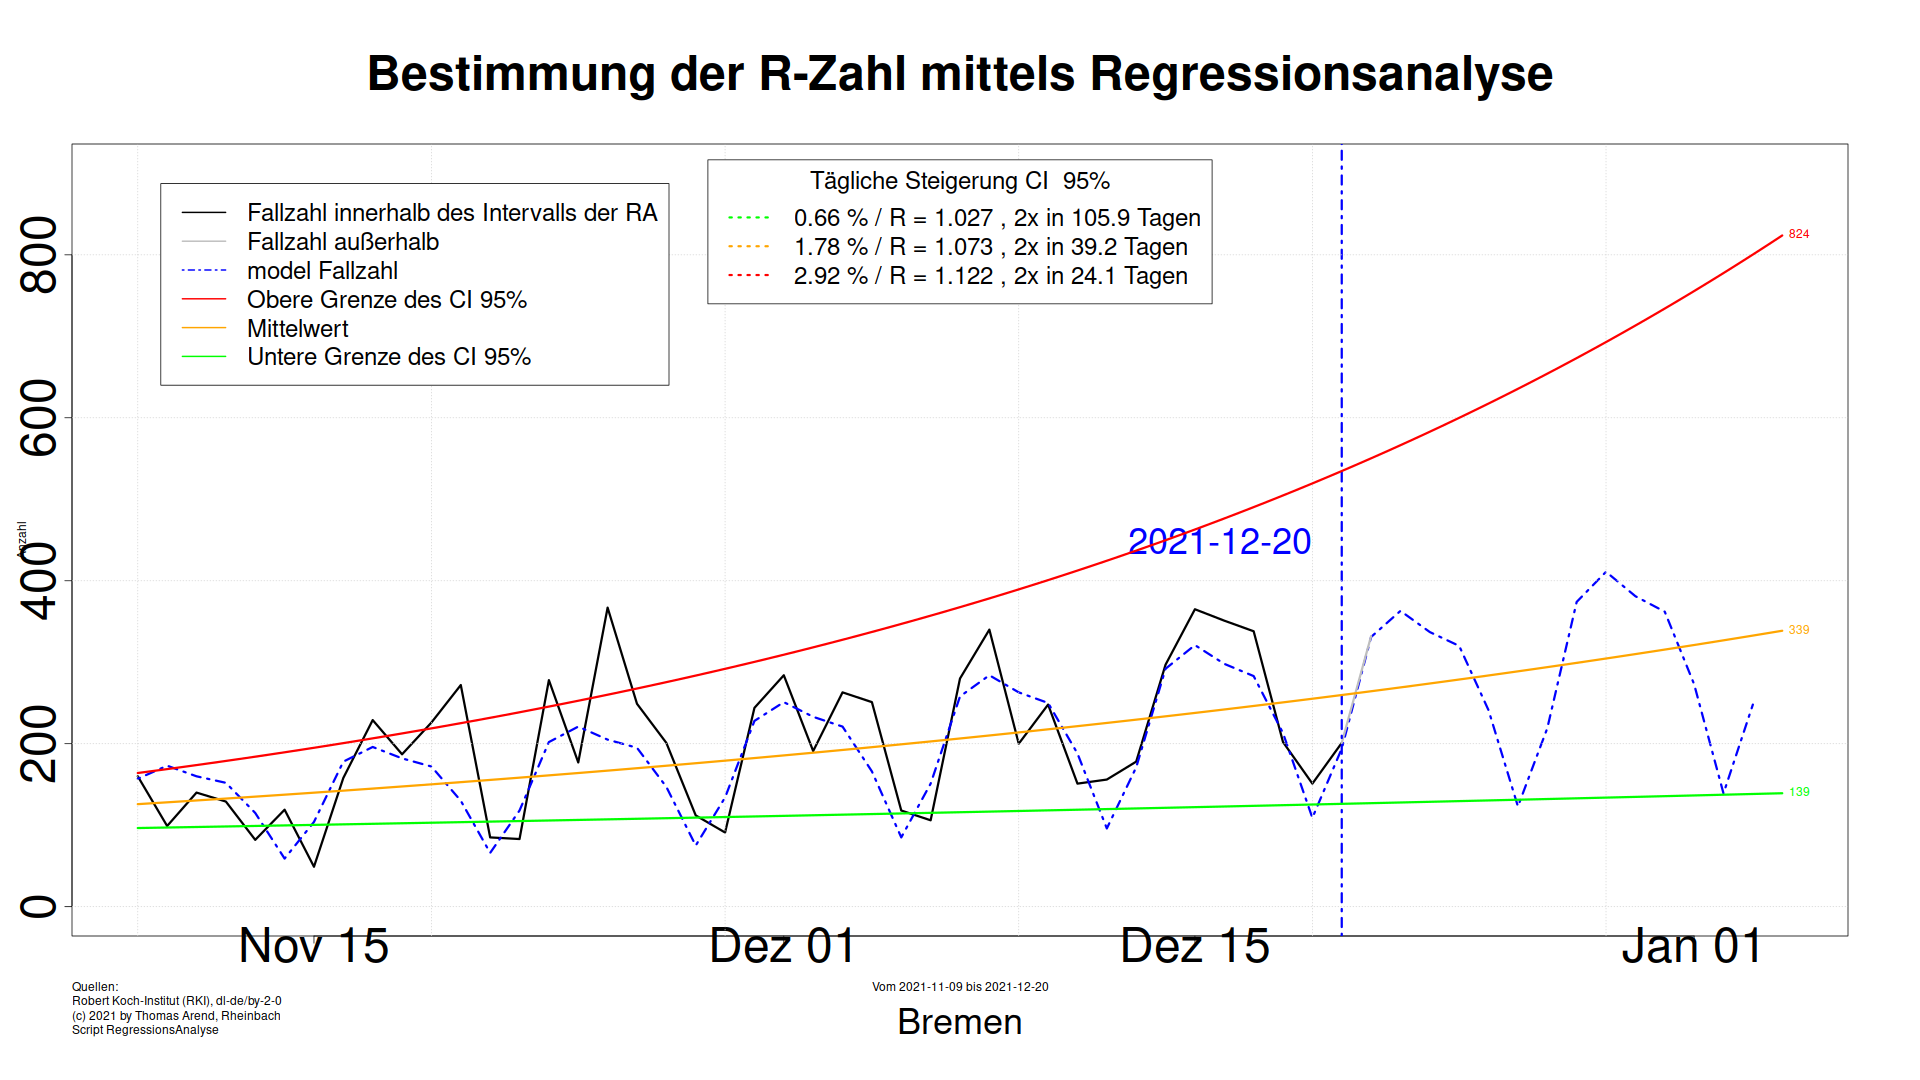 Bestimmung der R-Zahl mittels Regressionsanalyse
Fallzahl innerhalb des Intervalls der RA
Fallzahl außerhalb
model Fallzahl
Obere Grenze des CI 95%
Mittelwert
Untere Grenze des CI 95%
Tägliche Steigerung CI  95%
0.66 % / R = 1.027 , 2x in 105.9 Tagen
1.78 % / R = 1.073 , 2x in 39.2 Tagen
2.92 % / R = 1.122 , 2x in 24.1 Tagen
800
600
400
200
0
Anzahl
2021-12-20
824
339
139
Nov 15
Dez 01
Dez 15
Jan 01
Quellen:
Robert Koch-Institut (RKI), dl-de/by-2-0
(c) 2021 by Thomas Arend, Rheinbach
Script RegressionsAnalyse
Vom 2021-11-09 bis 2021-12-20
Bremen